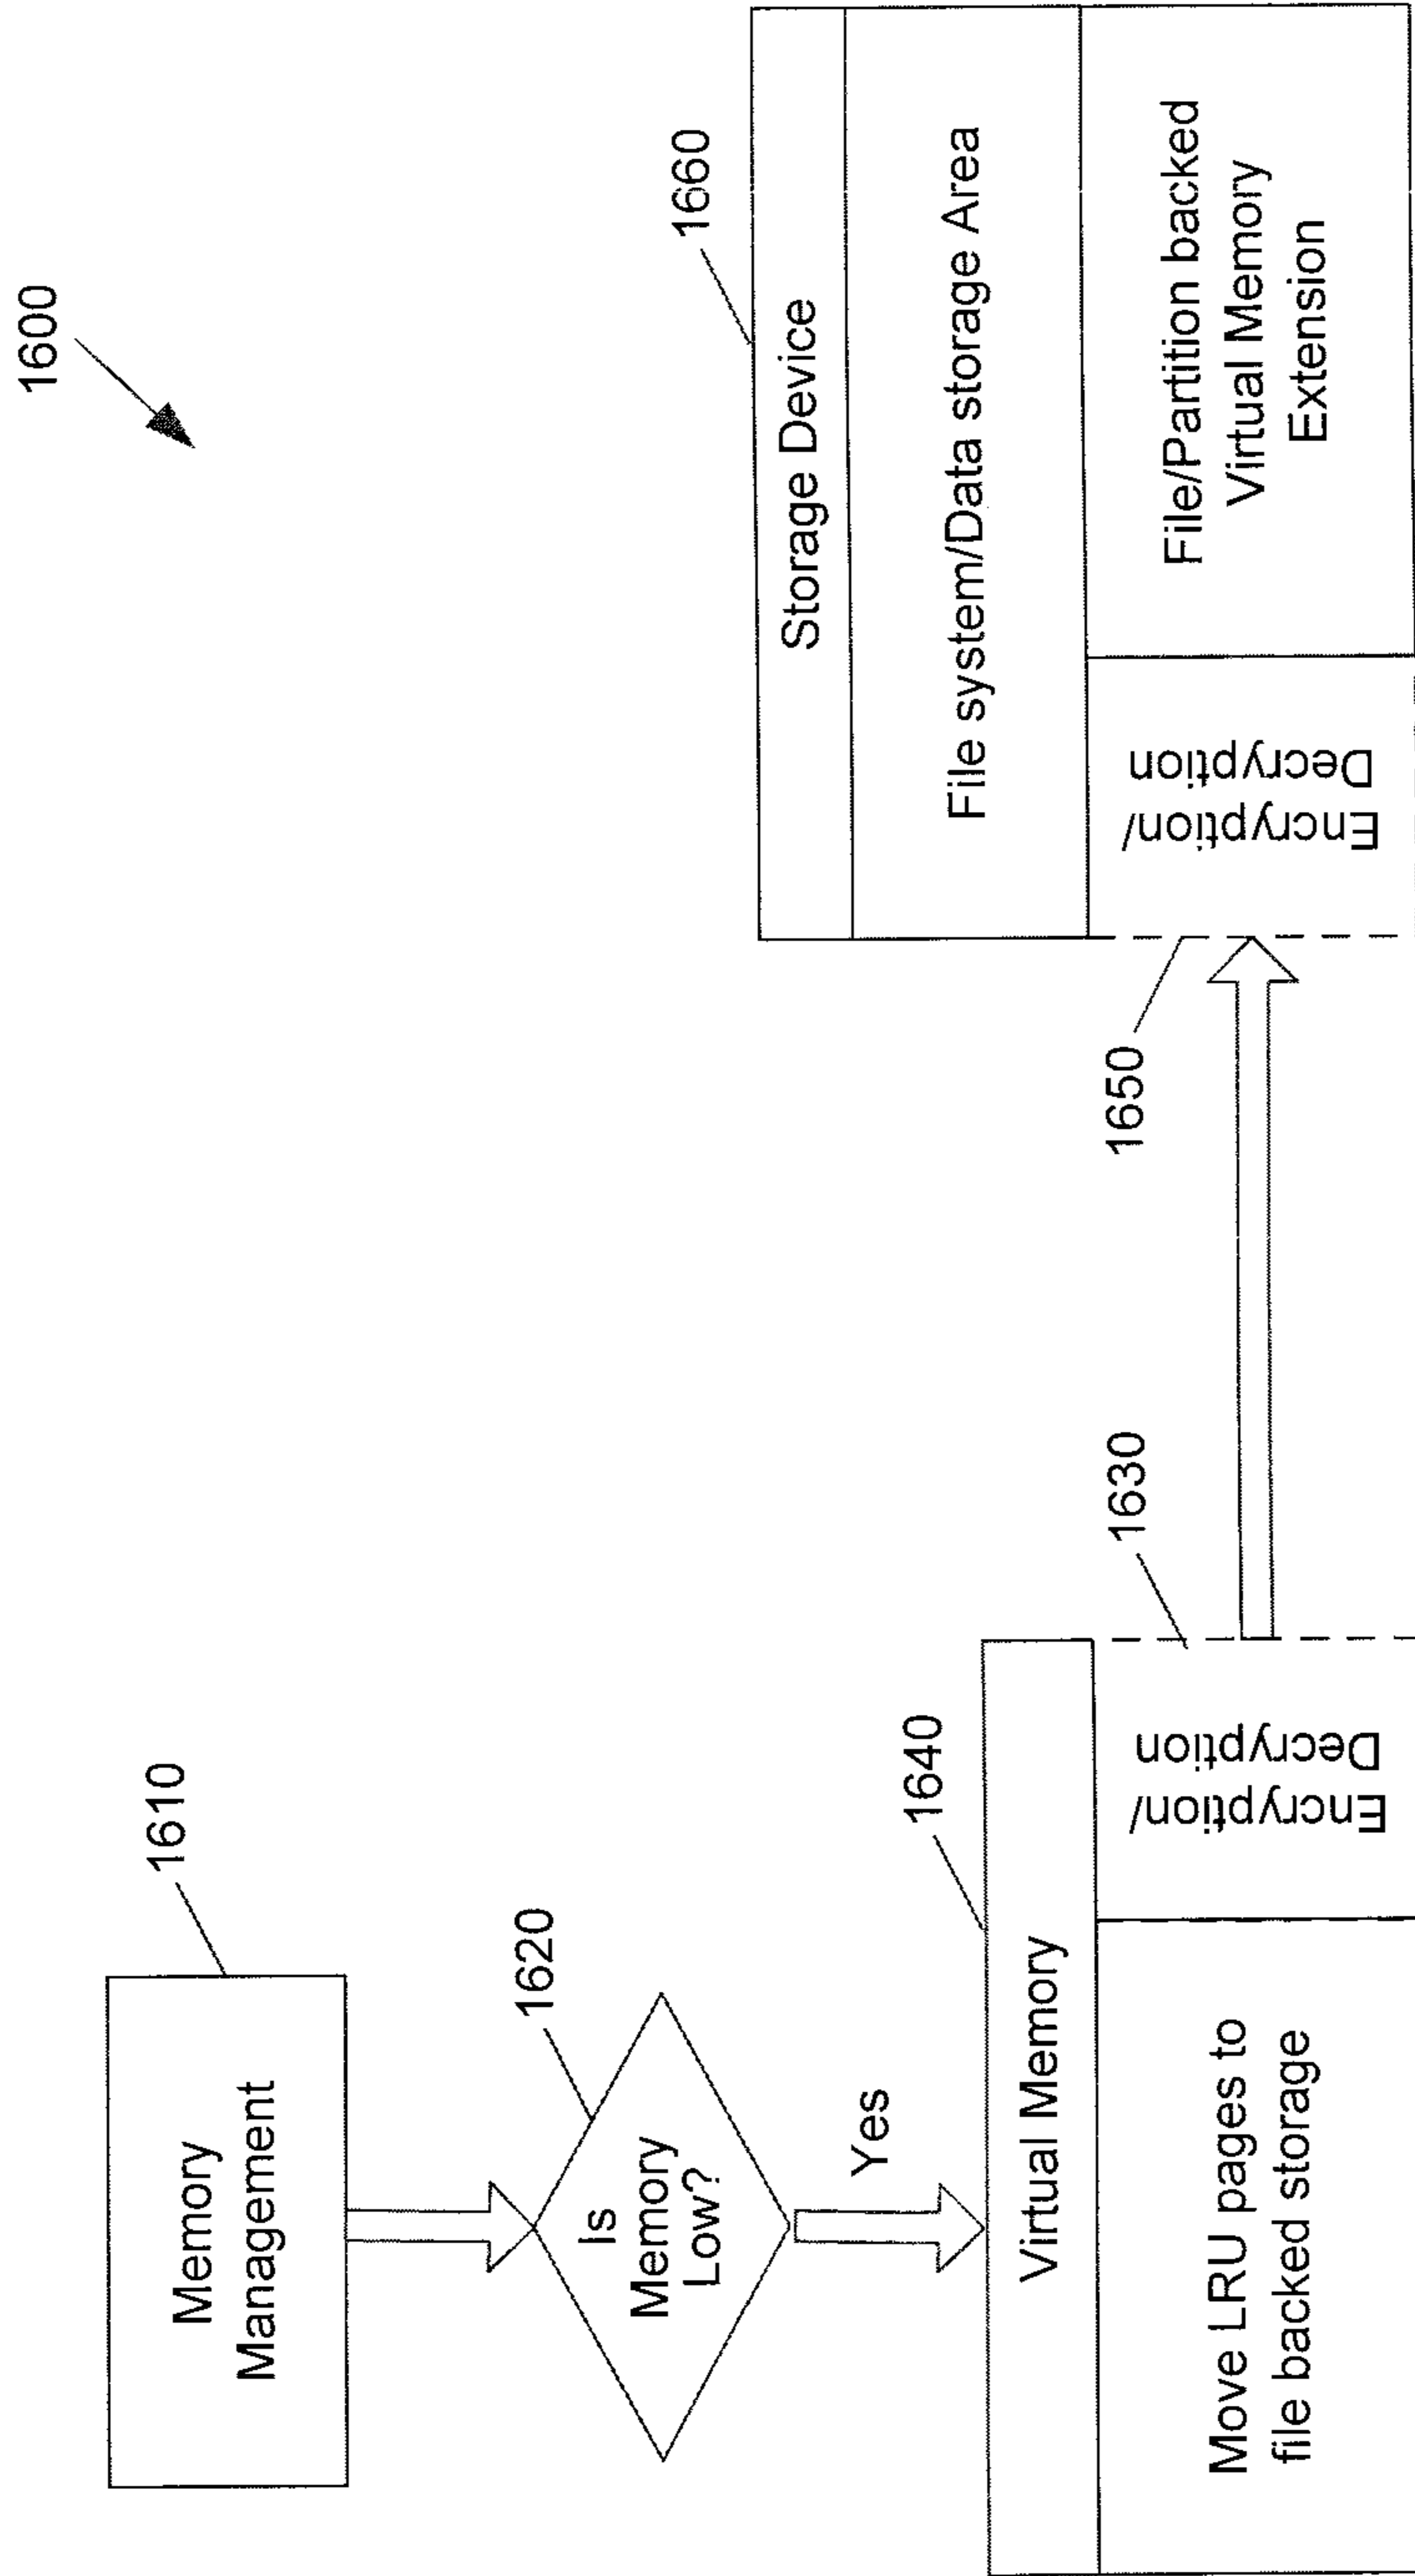 1600
Memory
Management
1610
Is
Memory
Low?
1620
Yes
Virtual Memory
1640
Move LRU pages to
file backed storage
Encryption/
Decryption
1630
Storage Device
1660
File system/Data storage Area
Encryption/
Decryption
1650
File/Partition backed
Virtual Memory
Extension